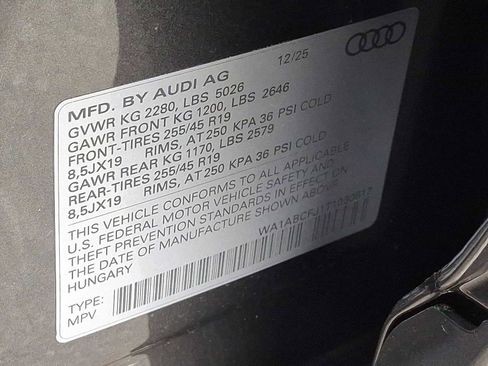 12/25
MFD. BY AUDI AG
GVWR KG 2280, LBS 5026
GAWR FRONT KG 1200, LBS 2646
FRONT-TIRES 255/45 R19
8,5JX19 RIMS, AT 250 KPA 36 PSI COLD
GAWR REAR KG 1170, LBS 2579
REAR-TIRES 255/45 R19
8,5JX19 RIMS, AT 250 KPA 36 PSI COLD
THIS VEHICLE CONFORMS TO ALL APPLICABLE
U.S. FEDERAL MOTOR VEHICLE SAFETY AND
THEFT PREVENTION STANDARDS IN EFFECT ON
THE DATE OF MANUFACTURE SHOWN ABOVE.
HUNGARY
TYPE:
MPV